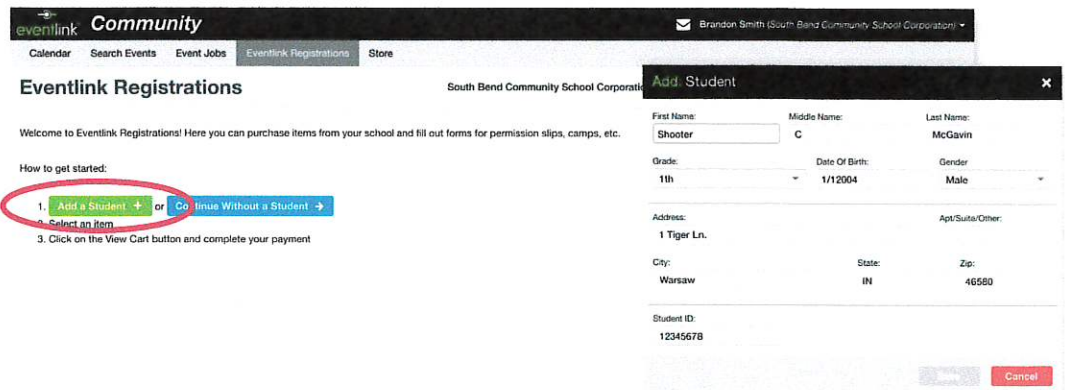 eventlink Community
Brandon Smith (South Bend Community School Corporation)
Calendar Search Events Event Jobs Eventlink Registrations Store
Eventlink Registrations
South Bend Community School Corporatio
Welcome to Eventlink Registrations! Here you can purchase items from your school and fill out forms for permission slips, camps, etc.
How to get started:
1. Add a Student + or Continue Without a Student →
2. Select an item
3. Click on the View Cart button and complete your payment
Add: Student ×
First Name: Middle Name: Last Name:
Shooter C McGavin
Grade: Date Of Birth: Gender
11th 1/12004 Male
Address: Apt/Suite/Other:
1 Tiger Ln.
City: State: Zip:
Warsaw IN 46580
Student ID:
12345678
Cancel